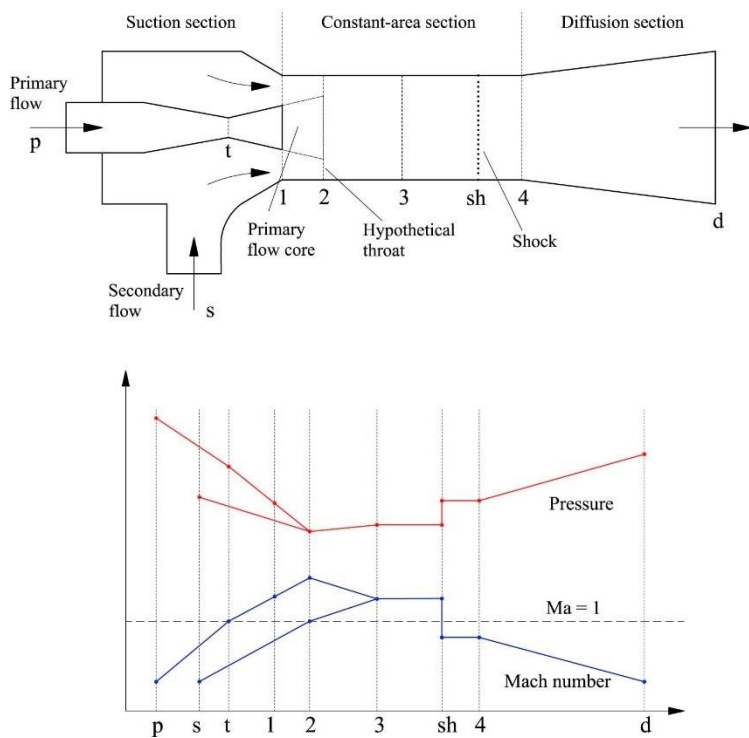 Suction section
Constant-area section
Diffusion section
Primary
flow
p
t
1
2
3
sh
4
d
Primary
flow core
Hypothetical
throat
Shock
Secondary
flow
s
Pressure
Ma = 1
Mach number
p
s
t
1
2
3
sh
4
d